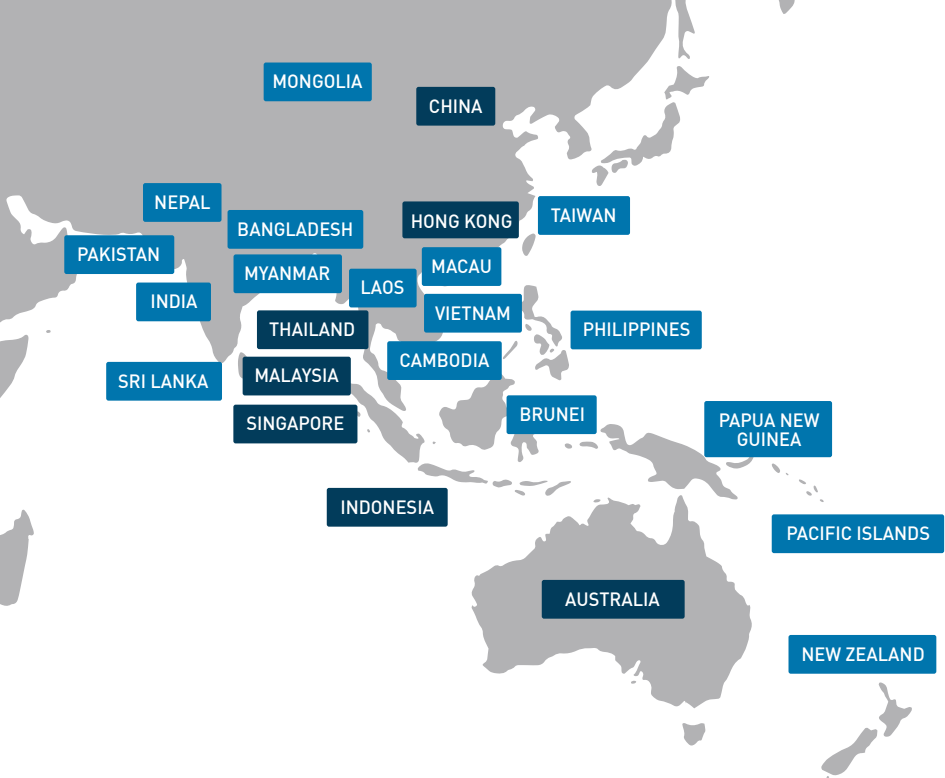 MONGOLIA
CHINA
NEPAL
BANGLADESH
HONG KONG
TAIWAN
PAKISTAN
MYANMAR
LAOS
MACAU
INDIA
VIETNAM
THAILAND
PHILIPPINES
CAMBODIA
SRI LANKA
MALAYSIA
SINGAPORE
BRUNEI
PAPUA NEW
GUINEA
INDONESIA
PACIFIC ISLANDS
AUSTRALIA
NEW ZEALAND